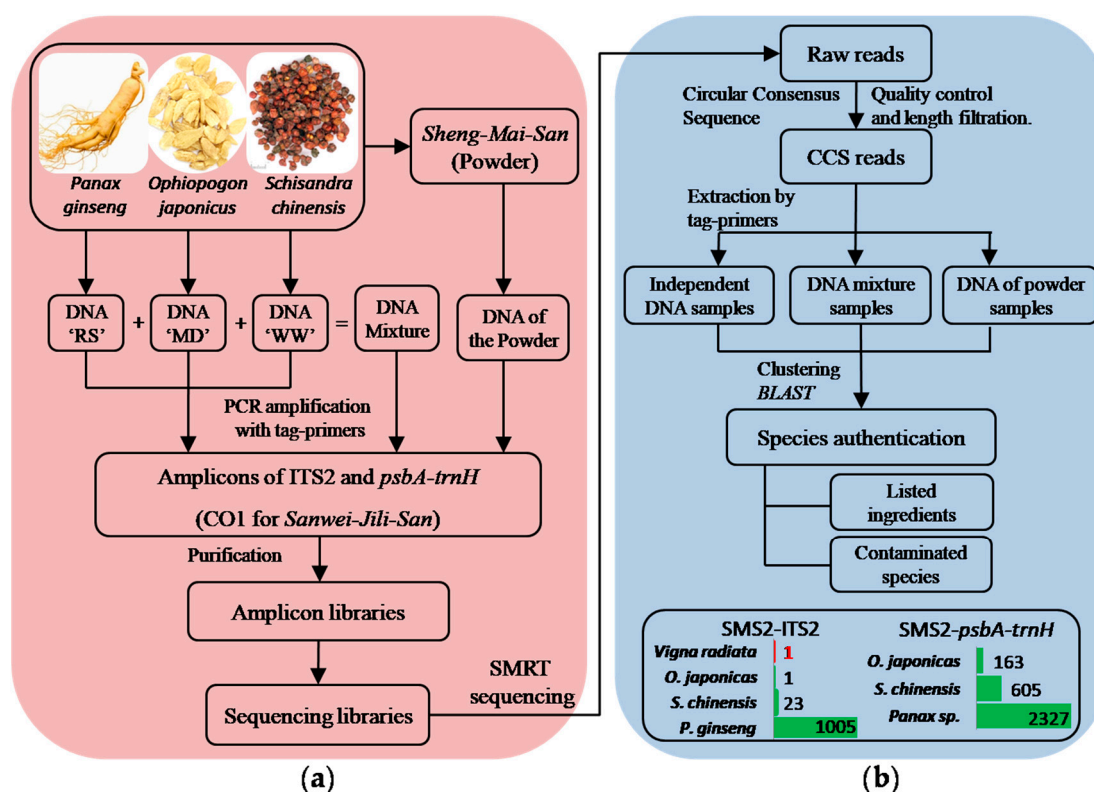 Panax
ginseng
Ophiopogon
japonicus
Schisandra
chinensis
Sheng-Mai-San
(Powder)
DNA
‘RS’
+
DNA
‘MD’
+
DNA
‘WW’
=
DNA
Mixture
DNA of
the Powder
PCR amplification
with tag-primers
Amplicons of ITS2 and psbA-trnH
(CO1 for Sanwei-Jili-San)
Purification
Amplicon libraries
Sequencing libraries
SMRT
sequencing
(a)
Raw reads
Circular Consensus
Sequence
Quality control
and length filtration.
CCS reads
Extraction by
tag-primers
Independent
DNA samples
DNA mixture
samples
DNA of powder
samples
Clustering
BLAST
Species authentication
Listed
ingredients
Contaminated
species
SMS2-ITS2
Vigna radiata 1
O. japonicas 1
S. chinensis 23
P. ginseng 1005
SMS2-psbA-trnH
O. japonicas 163
S. chinensis 605
Panax sp. 2327
(b)